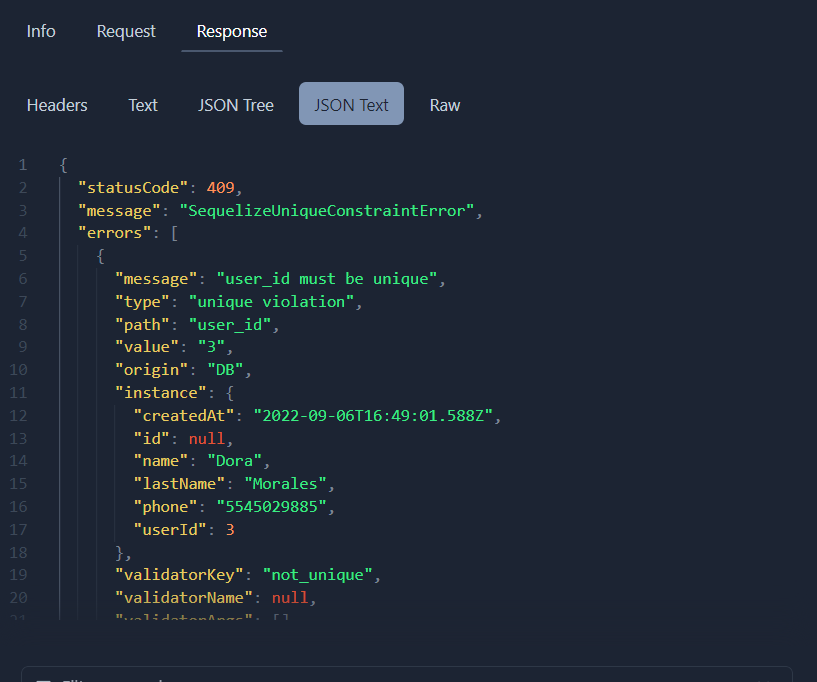 Info Request Response
Headers Text JSON Tree JSON Text Raw
1 {
2 "statusCode": 409,
3 "message": "SequelizeUniqueConstraintError",
4 "errors": [
5 {
6 "message": "user_id must be unique",
7 "type": "unique violation",
8 "path": "user_id",
9 "value": "3",
10 "origin": "DB",
11 "instance": {
12 "createdAt": "2022-09-06T16:49:01.588Z",
13 "id": null,
14 "name": "Dora",
15 "lastName": "Morales",
16 "phone": "5545029885",
17 "userId": 3
18 },
19 "validatorKey": "not_unique",
20 "validatorName": null,
21 "validatorArgs": []